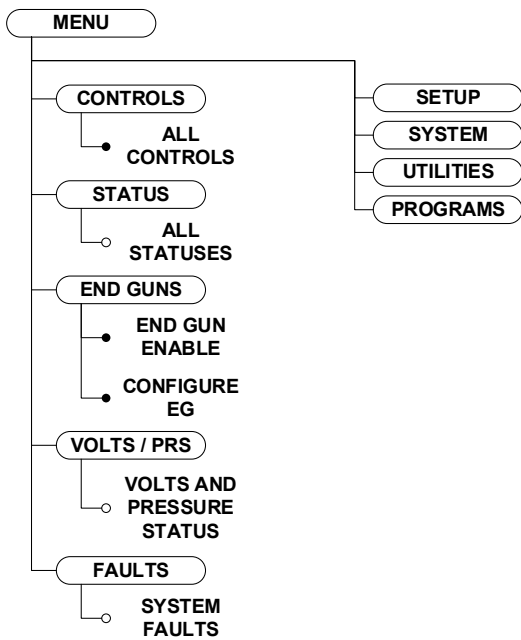 MENU
CONTROLS
ALL
CONTROLS
STATUS
ALL
STATUSES
END GUNS
END GUN
ENABLE
CONFIGURE
EG
VOLTS / PRS
VOLTS AND
PRESSURE
STATUS
FAULTS
SYSTEM
FAULTS
SETUP
SYSTEM
UTILITIES
PROGRAMS